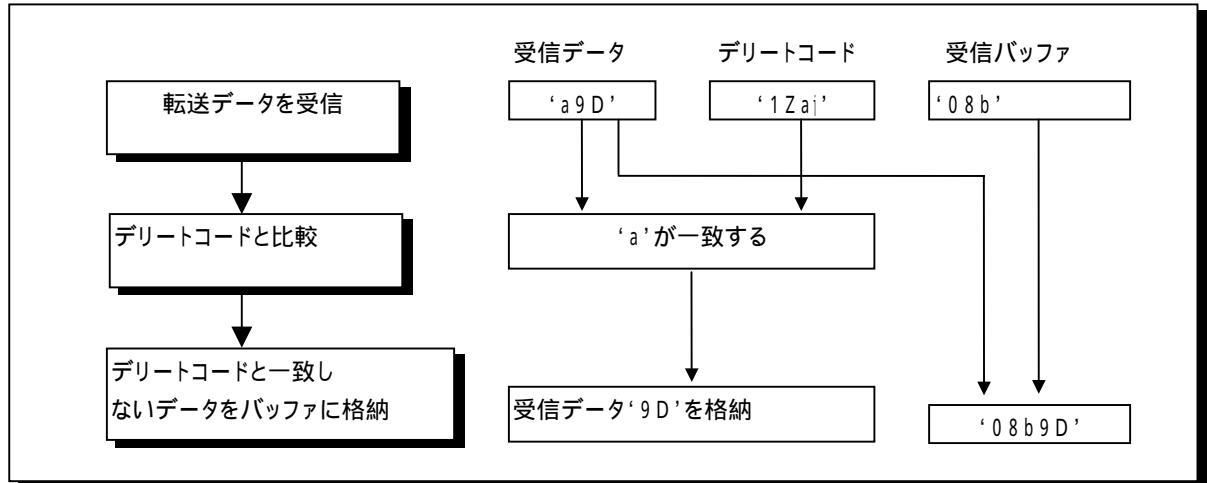 受信データ
デリートコード
受信バッファ
転送データを受信
‘a9D’
‘1Zaj’
‘08b’
デリートコードと比較
‘a’が一致する
デリートコードと一致し
ないデータをバッファに格納
受信データ‘9D’を格納
‘08b9D’